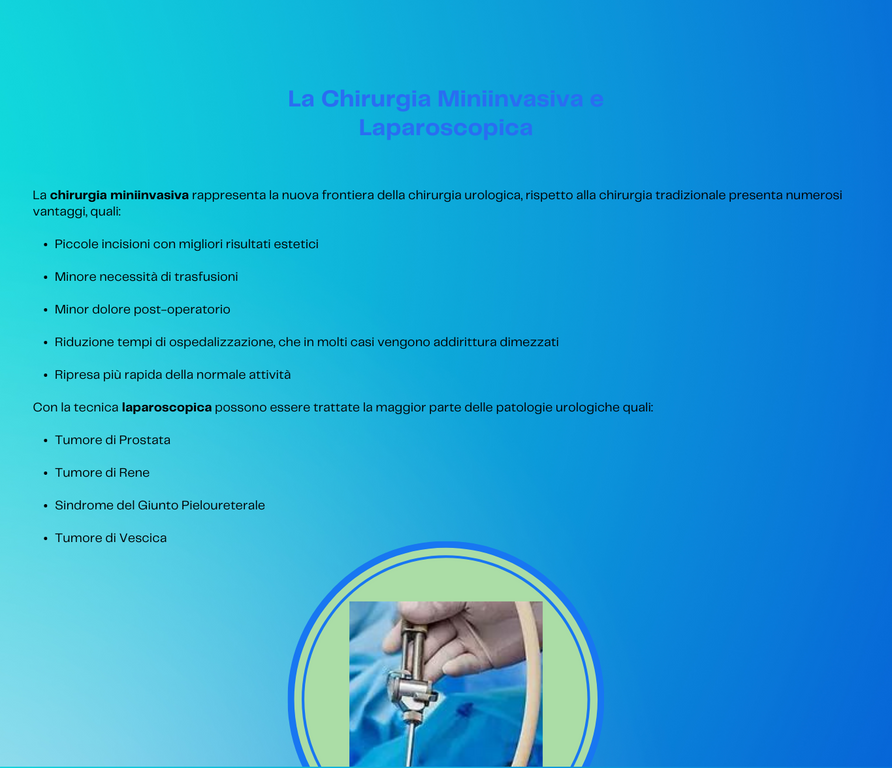 La Chirurgia Miniinvasiva e
Laparoscopica
La chirurgia miniinvasiva rappresenta la nuova frontiera della chirurgia urologica, rispetto alla chirurgia tradizionale presenta numerosi
vantaggi, quali:
• Piccole incisioni con migliori risultati estetici
• Minore necessità di trasfusioni
• Minor dolore post-operatorio
• Riduzione tempi di ospedalizzazione, che in molti casi vengono addirittura dimezzati
• Ripresa più rapida della normale attività
Con la tecnica laparoscopica possono essere trattate la maggior parte delle patologie urologiche quali:
• Tumore di Prostata
• Tumore di Rene
• Sindrome del Giunto Pieloureterale
• Tumore di Vescica